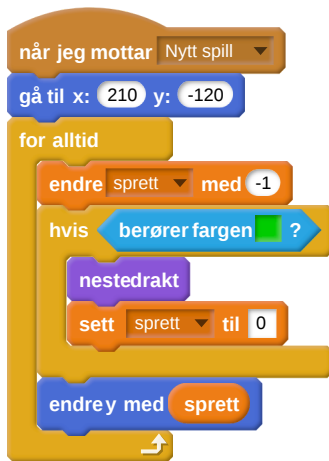 når jeg mottar Nytt spill
gå til x: 210 y: -120
for alltid
endre sprett med -1
hvis berører fargen ?
nestedrakt
sett sprett til 0
endre y med sprett